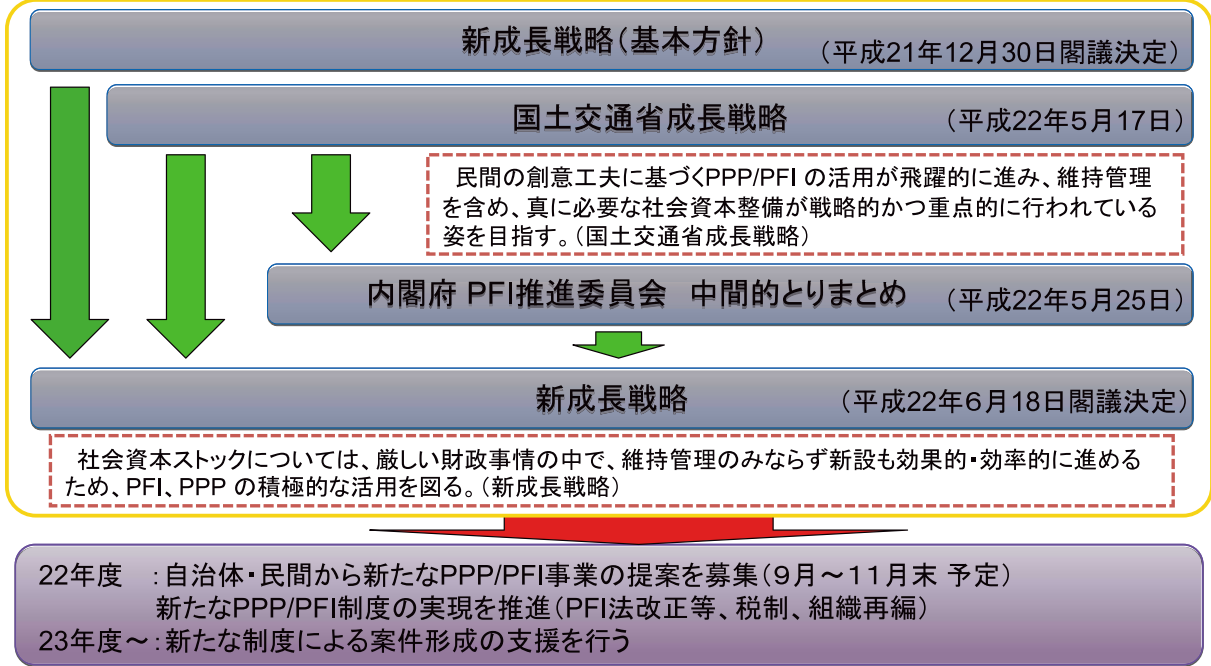 新成長戦略(基本方針) (平成21年12月30日閣議決定)
国土交通省成長戦略 (平成22年5月17日)
民間の創意工夫に基づくPPP/PFI の活用が飛躍的に進み、維持管理
を含め、真に必要な社会資本整備が戦略的かつ重点的に行われている
姿を目指す。(国土交通省成長戦略)
内閣府 PFI推進委員会 中間的とりまとめ (平成22年5月25日)
新成長戦略 (平成22年6月18日閣議決定)
社会資本ストックについては、厳しい財政事情の中で、維持管理のみならず新設も効果的・効率的に進める
ため、PFI、PPP の積極的な活用を図る。(新成長戦略)
22年度 :自治体・民間から新たなPPP/PFI事業の提案を募集(9月~11月末 予定)
新たなPPP/PFI制度の実現を推進(PFI法改正等、税制、組織再編)
23年度~:新たな制度による案件形成の支援を行う